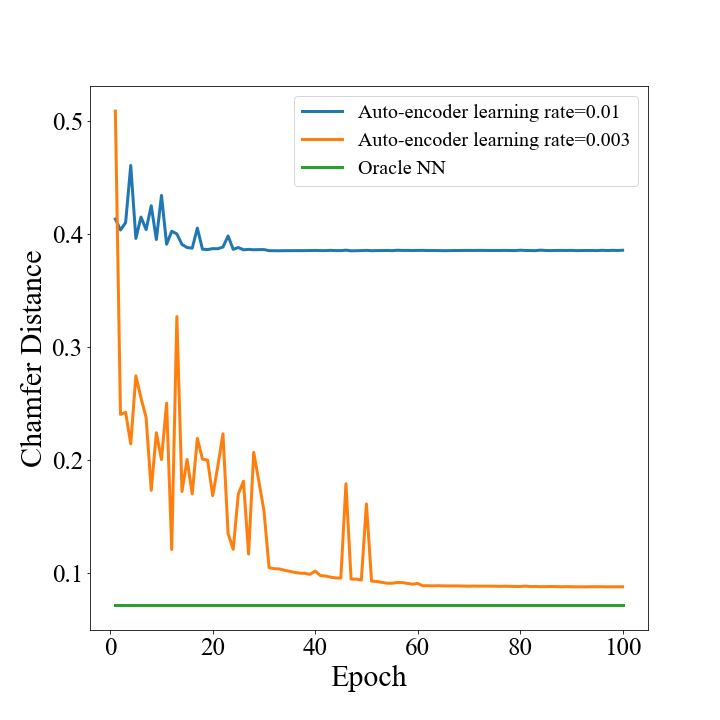 Auto-encoder learning rate=0.01
Auto-encoder learning rate=0.003
Oracle NN
0.5
0.4
0.3
0.2
0.1
Chamfer Distance
0 20 40 60 80 100
Epoch